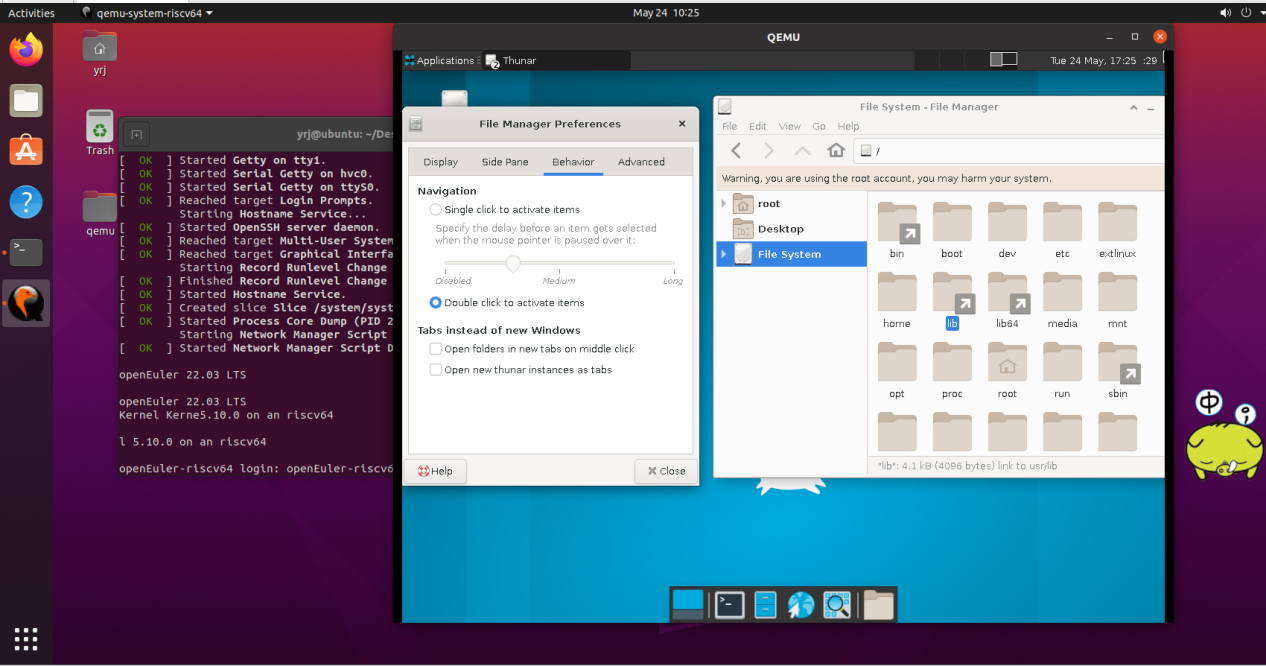 Activities
qemu-system-riscv64
May 24 10:25
yrj
Trash
qemu
yrj@ubuntu: ~/Des
[ OK ] Started Getty on tty1.
[ OK ] Started Serial Getty on hvc0.
[ OK ] Started Serial Getty on ttyS0.
[ OK ] Reached target Login Prompts.
Starting Hostname Service...
[ OK ] Started OpenSSH server daemon.
[ OK ] Reached target Multi-User System
[ OK ] Reached target Graphical Interfa
Starting Record Runlevel Change
[ OK ] Finished Record Runlevel Change
[ OK ] Started Hostname Service.
[ OK ] Created slice Slice /system/syst
[ OK ] Started Process Core Dump (PID 2
Starting Network Manager Script
[ OK ] Started Network Manager Script D
openEuler 22.03 LTS
openEuler 22.03 LTS
Kernel Kerne5.10.0 on an riscv64
l 5.10.0 on an riscv64
openEuler-riscv64 login: openEuler-riscv6
QEMU
Applications
2 Thunar
Tue 24 May, 17:25 :29
File Manager Preferences
Display Side Pane Behavior Advanced
Navigation
Single click to activate items
Specify the delay before an item gets selected
when the mouse pointer is paused over it:
Disabled Medium Long
Double click to activate items
Tabs instead of new Windows
Open folders in new tabs on middle click
Open new thunar instances as tabs
Help
Close
File System - File Manager
File Edit View Go Help
/
Warning, you are using the root account, you may harm your system.
root
Desktop
File System
bin boot dev etc extlinux
home lib lib64 media mnt
opt proc root run sbin
"lib": 4.1 kB (4096 bytes) link to usr/lib
中